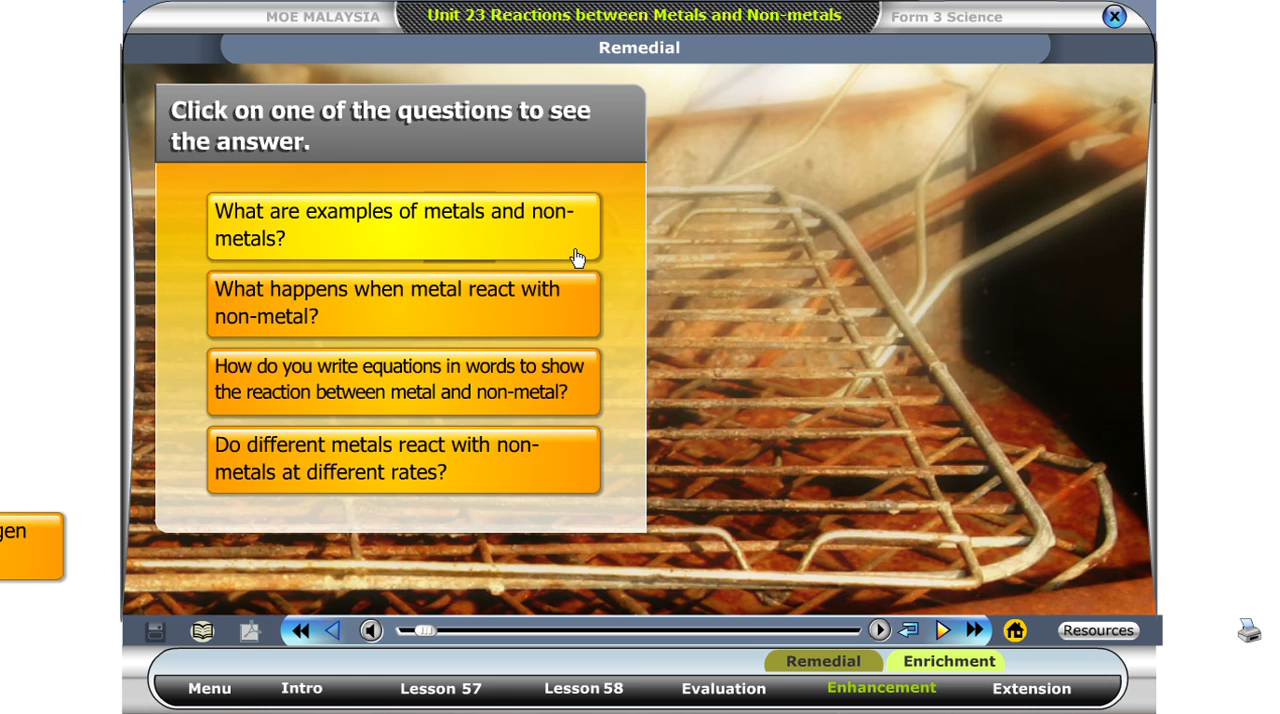 MOE MALAYSIA
Unit 23 Reactions between Metals and Non-metals
Form 3 Science
Remedial
Click on one of the questions to see
the answer.
What are examples of metals and non-
metals?
What happens when metal react with
non-metal?
How do you write equations in words to show
the reaction between metal and non-metal?
Do different metals react with non-
metals at different rates?
gen
Resources
Remedial
Enrichment
Menu
Intro
Lesson 57
Lesson 58
Evaluation
Enhancement
Extension